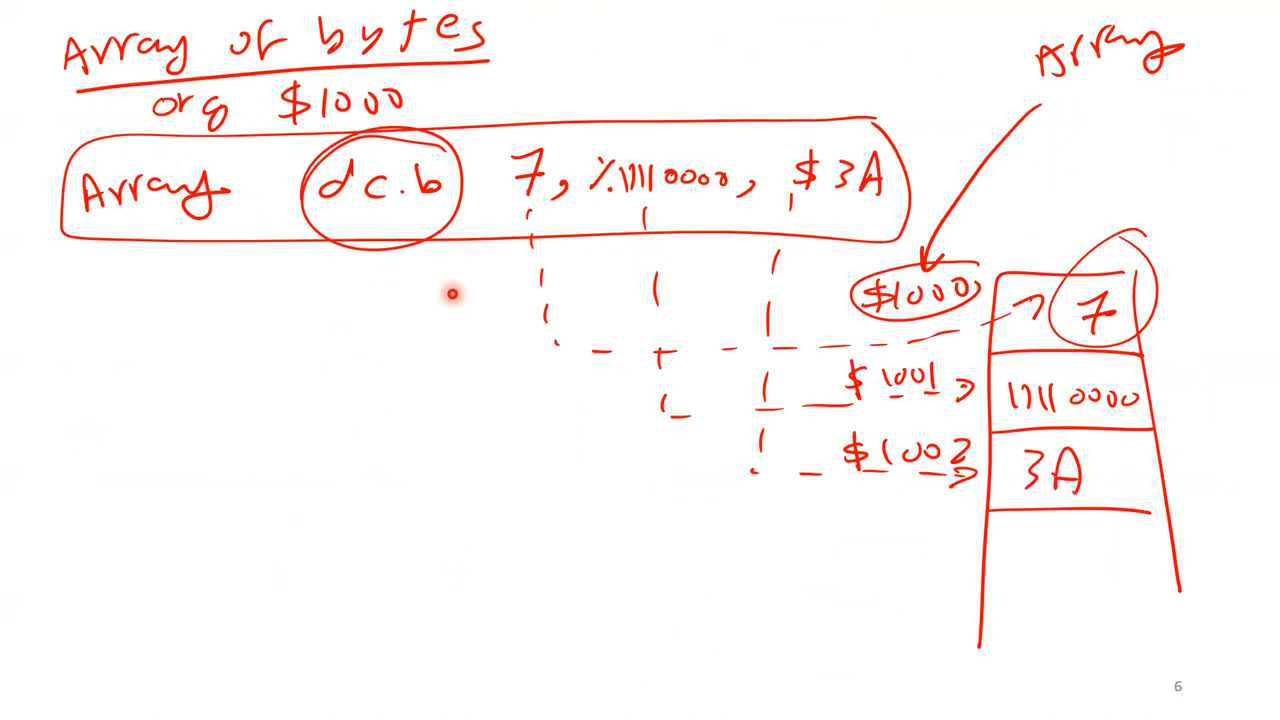 Array of bytes
org $1000
Array dc.b 7, %11110000, $3A
Array
$1000 7
$1001 11110000
$1002 3A
6